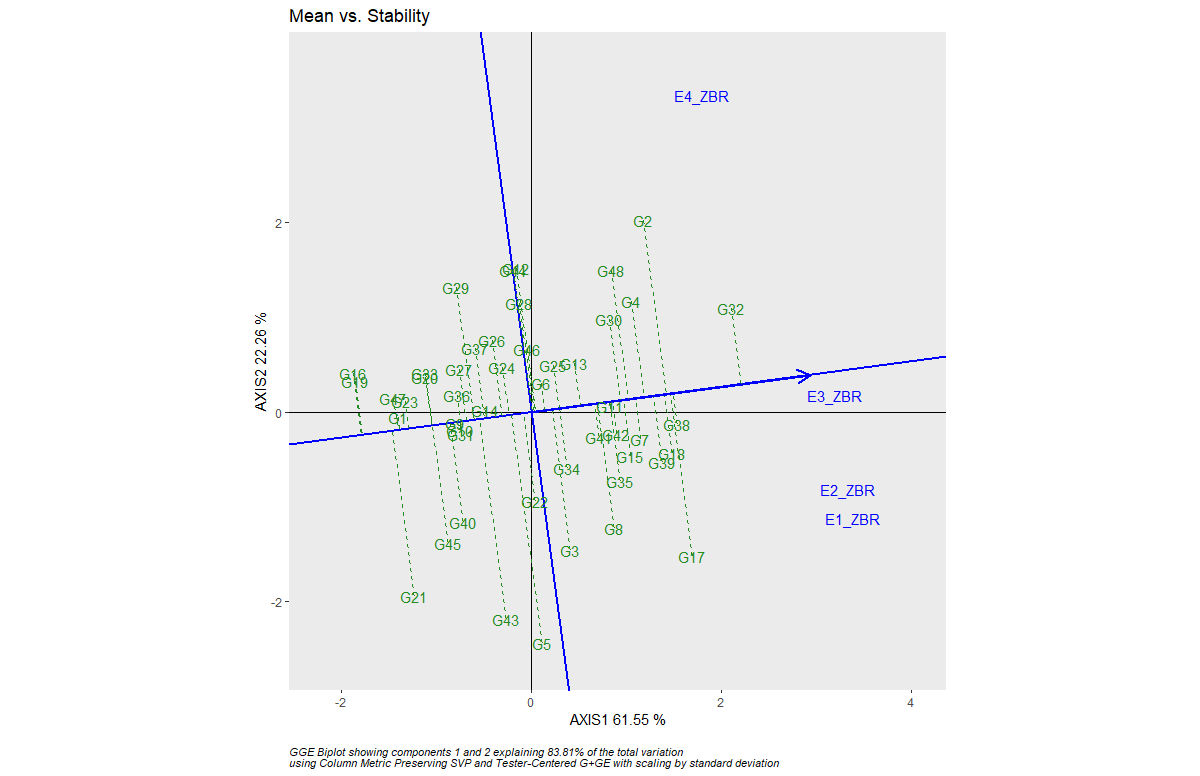 Mean vs. Stability
E4_ZBR
G2
G12
G48
G29
G28
G4
G32
G30
G26
G37
G46
G13
G25
G24
G27
G16
G19
G20
G6
G36
G47
G23
G11
G14
G1
E3_ZBR
G9
G10
G31
G38
G42
G7
G15
G18
G39
G34
G35
E2_ZBR
G22
E1_ZBR
G40
G8
G45
G3
G17
G21
G43
G5
2
0
-2
-2
0
2
4
AXIS2 22.26 %
AXIS1 61.55 %
GGE Biplot showing components 1 and 2 explaining 83.81% of the total variation
using Column Metric Preserving SVP and Tester-Centered G+GE with scaling by standard deviation